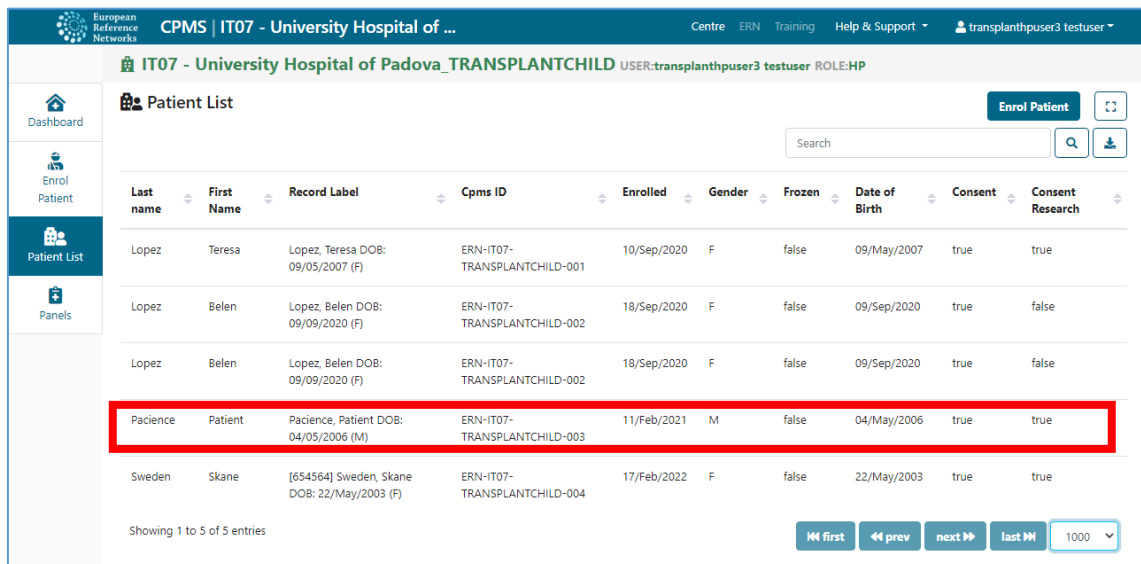 European
Reference
Networks
CPMS | IT07 - University Hospital of ...
Centre ERN Training Help & Support transplanthpuser3 testuser
IT07 - University Hospital of Padova_TRANSPLANTCHILD USER:transplanthpuser3 testuser ROLE:HP
Dashboard
Enrol
Patient
Patient List
Panels
Patient List
Enrol Patient
Search
Last name First Name Record Label Cpms ID Enrolled Gender Frozen Date of Birth Consent Consent Research
Lopez Teresa Lopez, Teresa DOB: ERN-IT07- 10/Sep/2020 F false 09/May/2007 true true
09/05/2007 (F) TRANSPLANTCHILD-001
Lopez Belen Lopez, Belen DOB: ERN-IT07- 18/Sep/2020 F false 09/Sep/2020 true false
09/09/2020 (F) TRANSPLANTCHILD-002
Lopez Belen Lopez, Belen DOB: ERN-IT07- 18/Sep/2020 F false 09/Sep/2020 true false
09/09/2020 (F) TRANSPLANTCHILD-002
Pacience Patient Pacience, Patient DOB: ERN-IT07- 11/Feb/2021 M false 04/May/2006 true true
04/05/2006 (M) TRANSPLANTCHILD-003
Sweden Skane [654564] Sweden, Skane ERN-IT07- 17/Feb/2022 F false 22/May/2003 true true
DOB: 22/May/2003 (F) TRANSPLANTCHILD-004
Showing 1 to 5 of 5 entries
first prev next last 1000